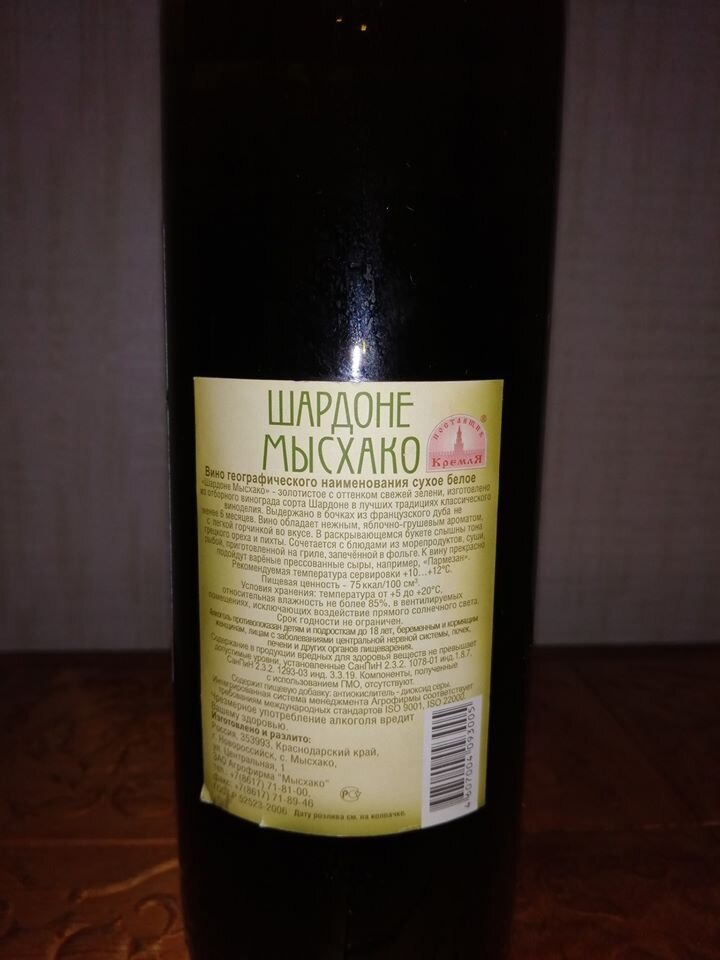 ШАРДОНЕ
МЫСХАКО
ПОСТАВЩИК
КРЕМЛЯ
®
Вино географического наименования сухое белое
«Шардоне Мысхако» - золотистое с оттенком свежей зелени, изготовлено
из отборного винограда сорта Шардоне в лучших традициях классического
виноделия. Выдержано в бочках из французского дуба не
менее 6 месяцев. Вино обладает нежным, яблочно-грушевым ароматом,
с легкой горчинкой во вкусе. В раскрывающемся букете слышны тона
грецкого ореха и пихты. Сочетается с блюдами из морепродуктов, суши,
рыбой, приготовленной на гриле, запечённой в фольге. К вину прекрасно
подойдут варёные прессованные сыры, например, «Пармезан».
Рекомендуемая температура сервировки +10...+12°С.
Пищевая ценность ~ 75 ккал/100 см³.
Условия хранения: температура от +5 до +20°С,
относительная влажность не более 85%, в вентилируемых
помещениях, исключающих воздействие прямого солнечного света.
Срок годности не ограничен.
Алкоголь противопоказан детям и подросткам до 18 лет, беременным и кормящим
женщинам, лицам с заболеваниями центральной нервной системы, почек,
печени и других органов пищеварения.
Содержание в продукции вредных для здоровья веществ не превышает
допустимые уровни, установленные СанПиН 2.3.2. 1078-01 инд.1.8.7,
СанПиН 2.3.2. 1293-03 инд. 3.3.19. Компоненты, полученные
с использованием ГМО, отсутствуют.
Содержит пищевую добавку: антиокислитель - диоксид серы.
Интегрированная система менеджмента Агрофирмы соответствует
требованиям международных стандартов ISO 9001, ISO 22000.
Чрезмерное употребление алкоголя вредит
Вашему здоровью.
Изготовлено и разлито:
Россия, 353993, Краснодарский край,
г. Новороссийск, с. Мысхако,
ул. Центральная, 1
ЗАО Агрофирма "Мысхако"
тел. +7(8617) 71-81-00,
факс +7(8617) 71-89-46
ГОСТ Р 52523-2006 Дату розлива см. на колпачке.
РСТ
4 607004 093005